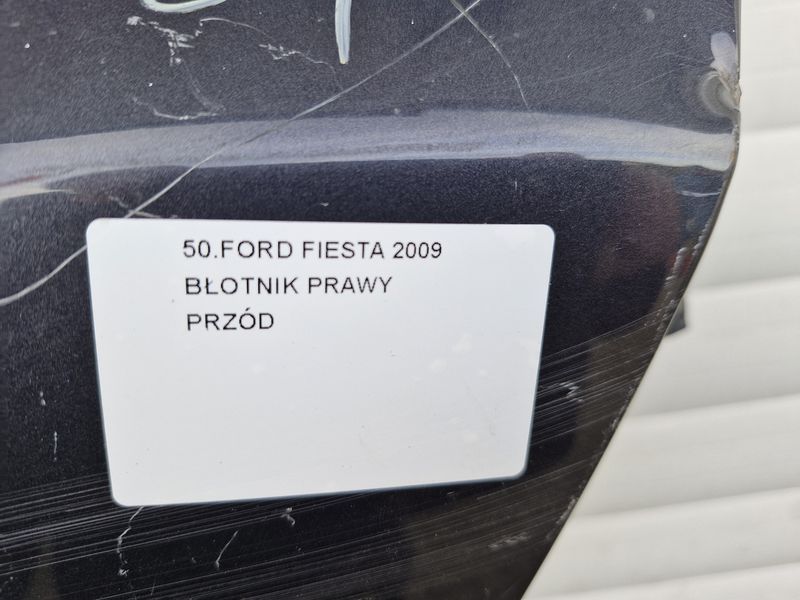 50.FORD FIESTA 2009
BŁOTNIK PRAWY
PRZÓD